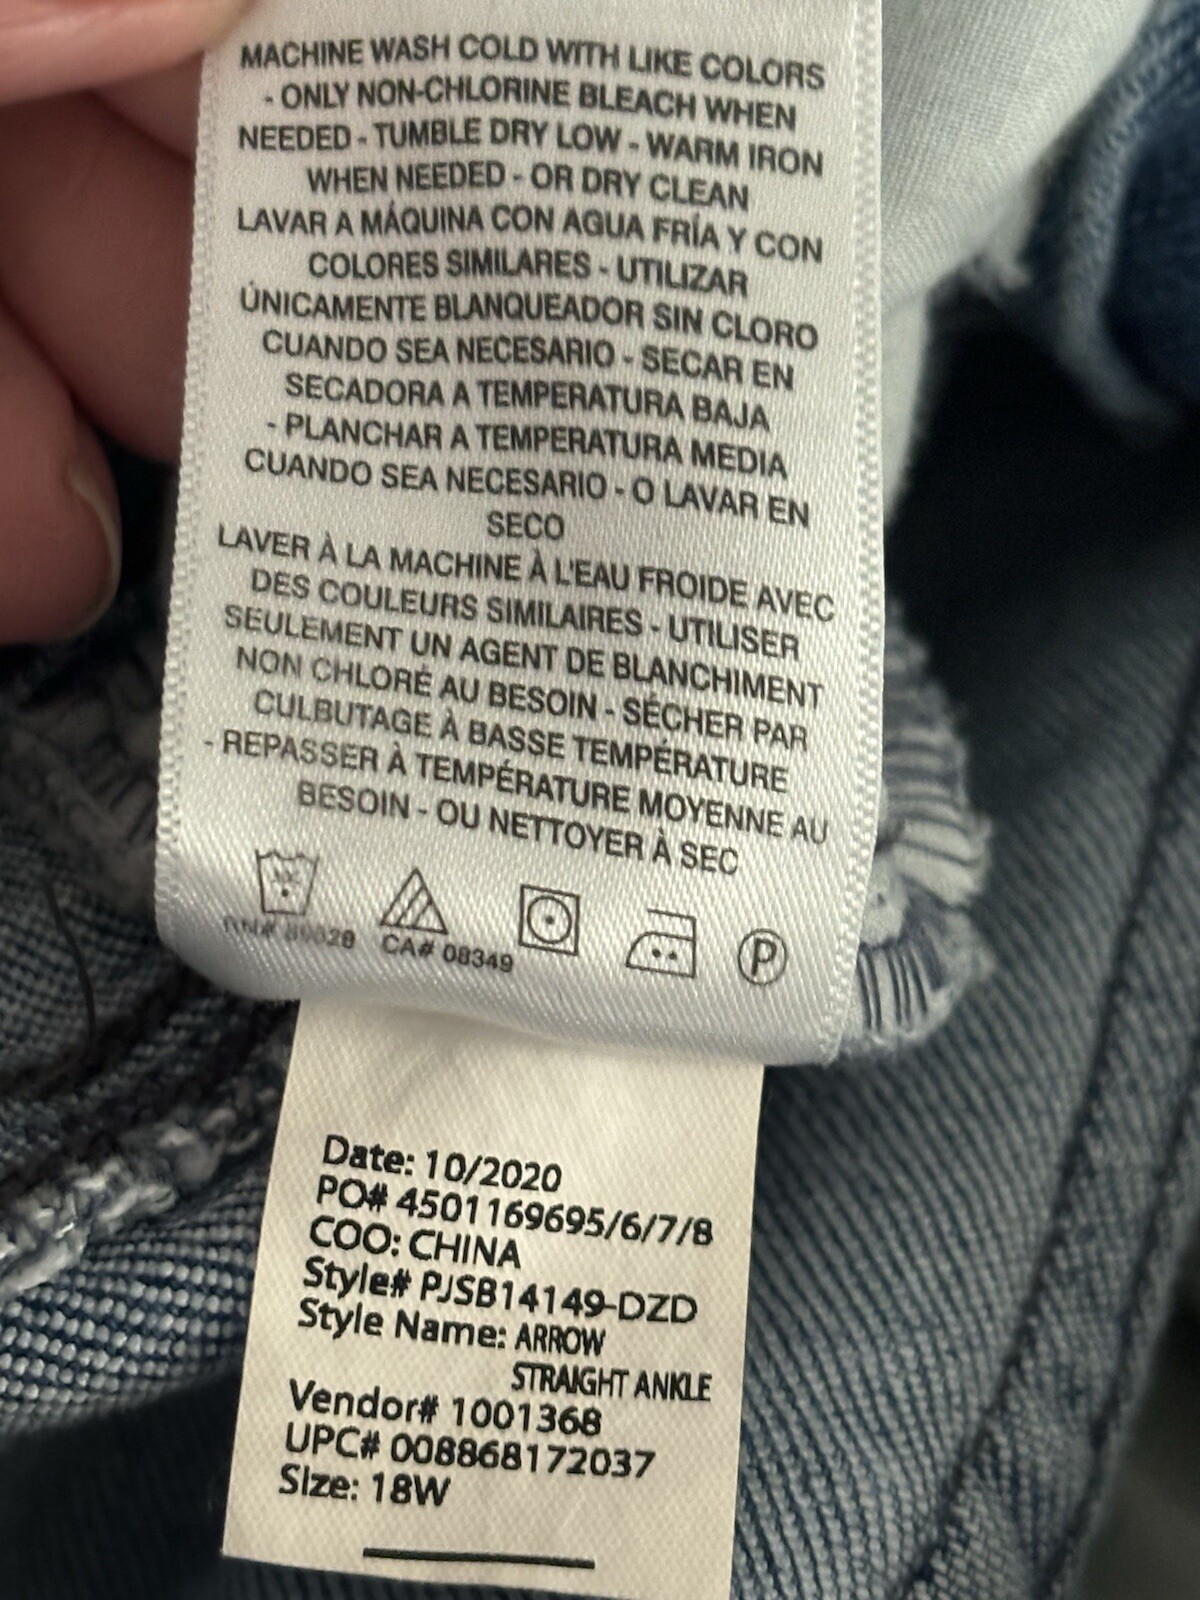 MACHINE WASH COLD WITH LIKE COLORS
- ONLY NON-CHLORINE BLEACH WHEN
NEEDED - TUMBLE DRY LOW - WARM IRON
WHEN NEEDED - OR DRY CLEAN
LAVAR A MÁQUINA CON AGUA FRÍA Y CON
COLORES SIMILARES - UTILIZAR
ÚNICAMENTE BLANQUEADOR SIN CLORO
CUANDO SEA NECESARIO - SECAR EN
SECADORA A TEMPERATURA BAJA
- PLANCHAR A TEMPERATURA MEDIA
CUANDO SEA NECESARIO - O LAVAR EN
SECO
LAVER À LA MACHINE À L'EAU FROIDE AVEC
DES COULEURS SIMILAIRES - UTILISER
SEULEMENT UN AGENT DE BLANCHIMENT
NON CHLORÉ AU BESOIN - SÉCHER PAR
CULBUTAGE À BASSE TEMPÉRATURE
- REPASSER À TEMPÉRATURE MOYENNE AU
BESOIN - OU NETTOYER À SEC
P
RN# CA# 08349
Date: 10/2020
PO# 4501169695/6/7/8
COO: CHINA
Style# PJSB14149-DZD
Style Name: ARROW
STRAIGHT ANKLE
Vendor# 1001368
UPC# 008868172037
Size: 18W